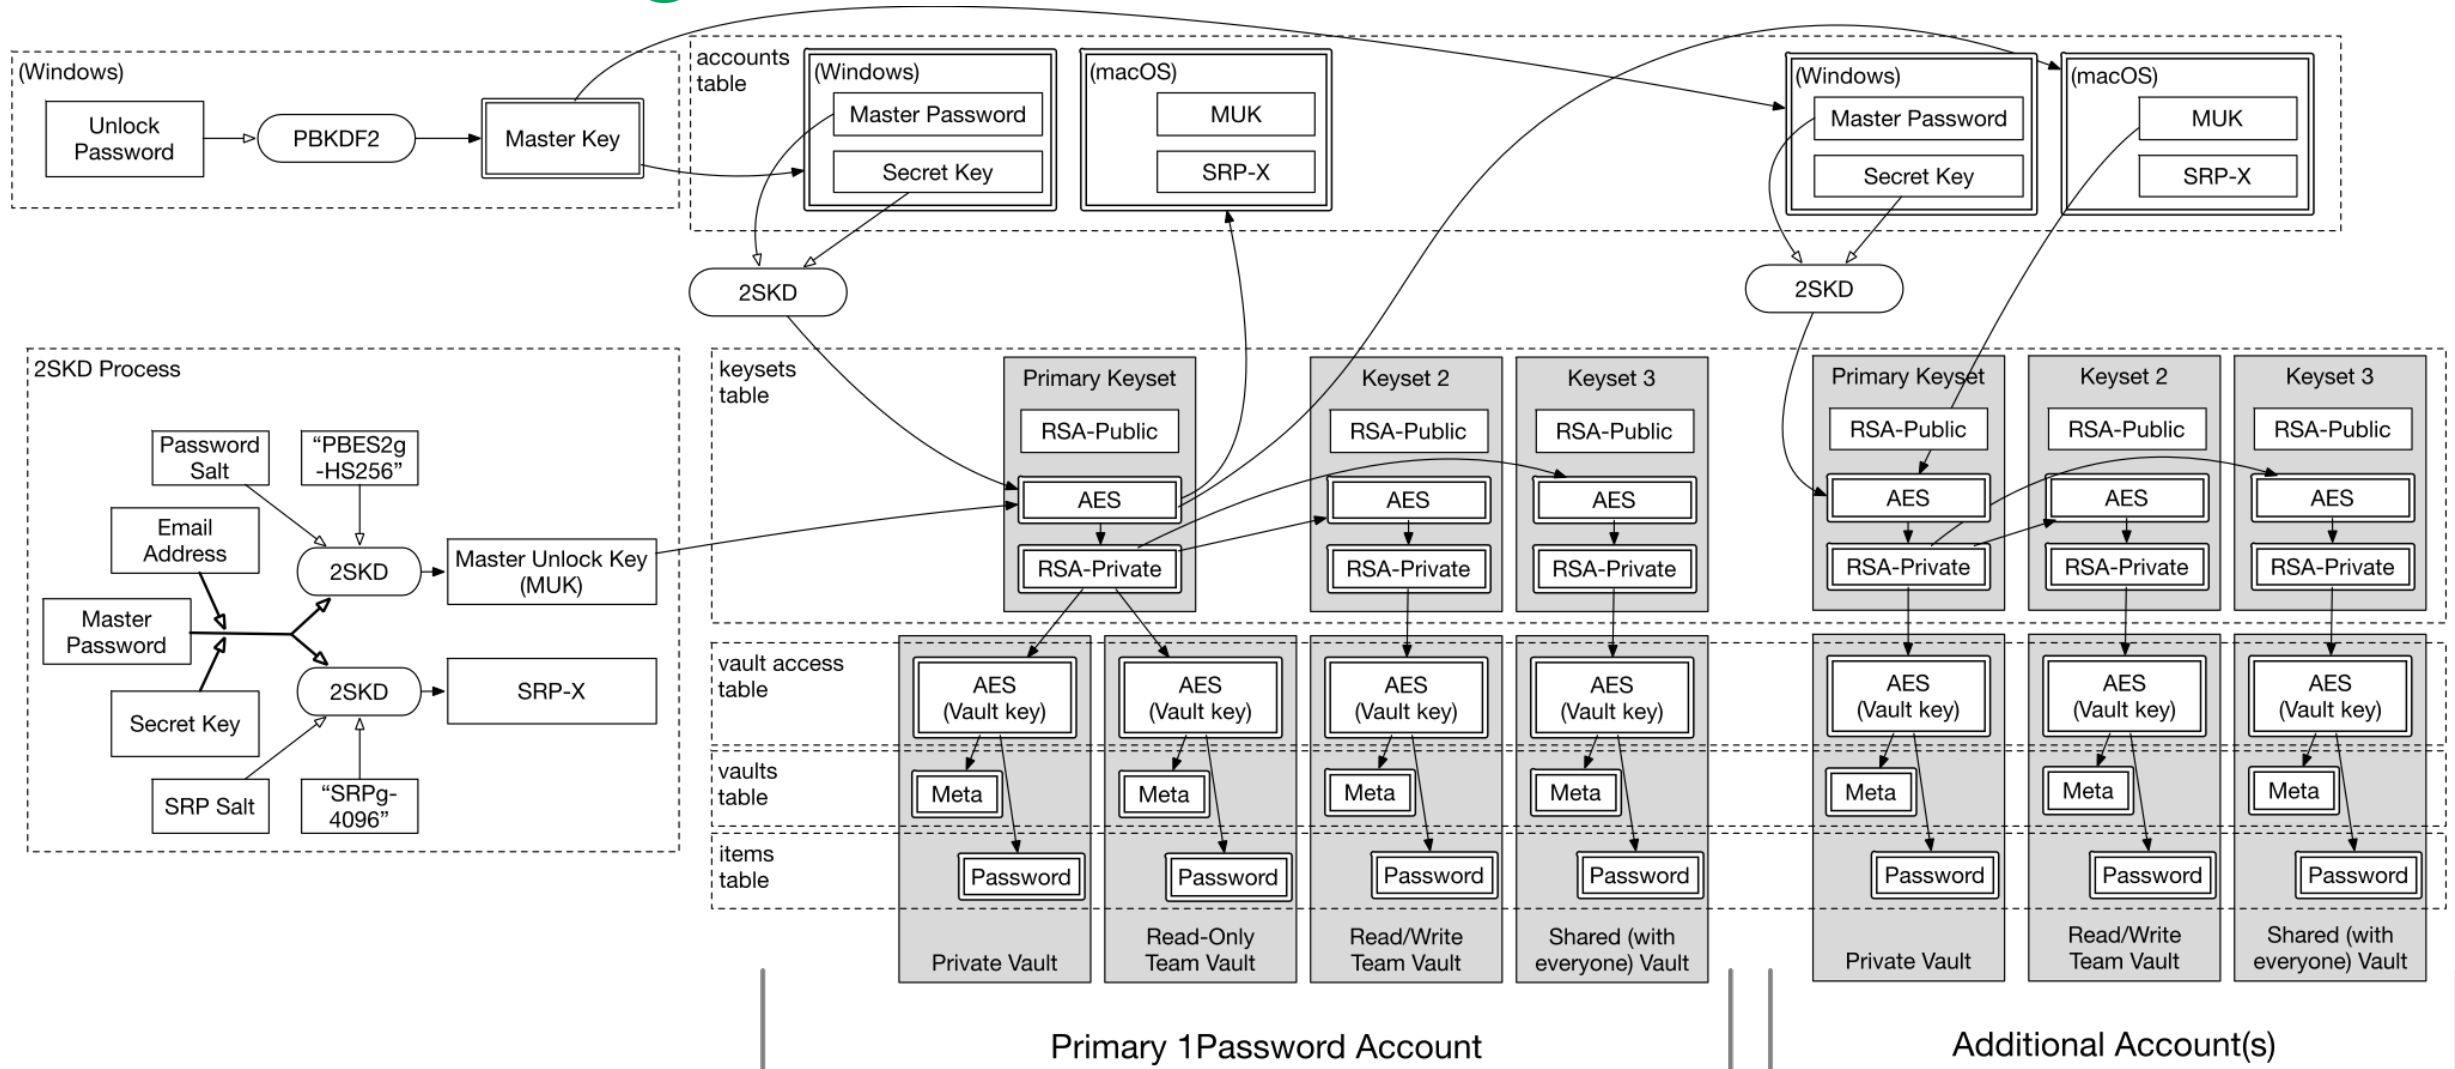 (Windows)
Unlock
Password
PBKDF2
Master Key
accounts
table
(Windows)
Master Password
Secret Key
(macOS)
MUK
SRP-X
(Windows)
Master Password
Secret Key
(macOS)
MUK
SRP-X
2SKD
2SKD
2SKD Process
Password
Salt
“PBES2g
-HS256”
Email
Address
2SKD
Master Unlock Key
(MUK)
Master
Password
2SKD
SRP-X
Secret Key
SRP Salt
“SRPg-
4096”
keysets
table
Primary Keyset
RSA-Public
AES
RSA-Private
Keyset 2
RSA-Public
AES
RSA-Private
Keyset 3
RSA-Public
AES
RSA-Private
Primary Keyset
RSA-Public
AES
RSA-Private
Keyset 2
RSA-Public
AES
RSA-Private
Keyset 3
RSA-Public
AES
RSA-Private
vault access
table
AES
(Vault key)
AES
(Vault key)
AES
(Vault key)
AES
(Vault key)
AES
(Vault key)
AES
(Vault key)
AES
(Vault key)
vaults
table
Meta
Meta
Meta
Meta
Meta
Meta
Meta
items
table
Password
Password
Password
Password
Password
Password
Password
Private Vault
Read-Only
Team Vault
Read/Write
Team Vault
Shared (with
everyone) Vault
Private Vault
Read/Write
Team Vault
Shared (with
everyone) Vault
Primary 1Password Account
Additional Account(s)